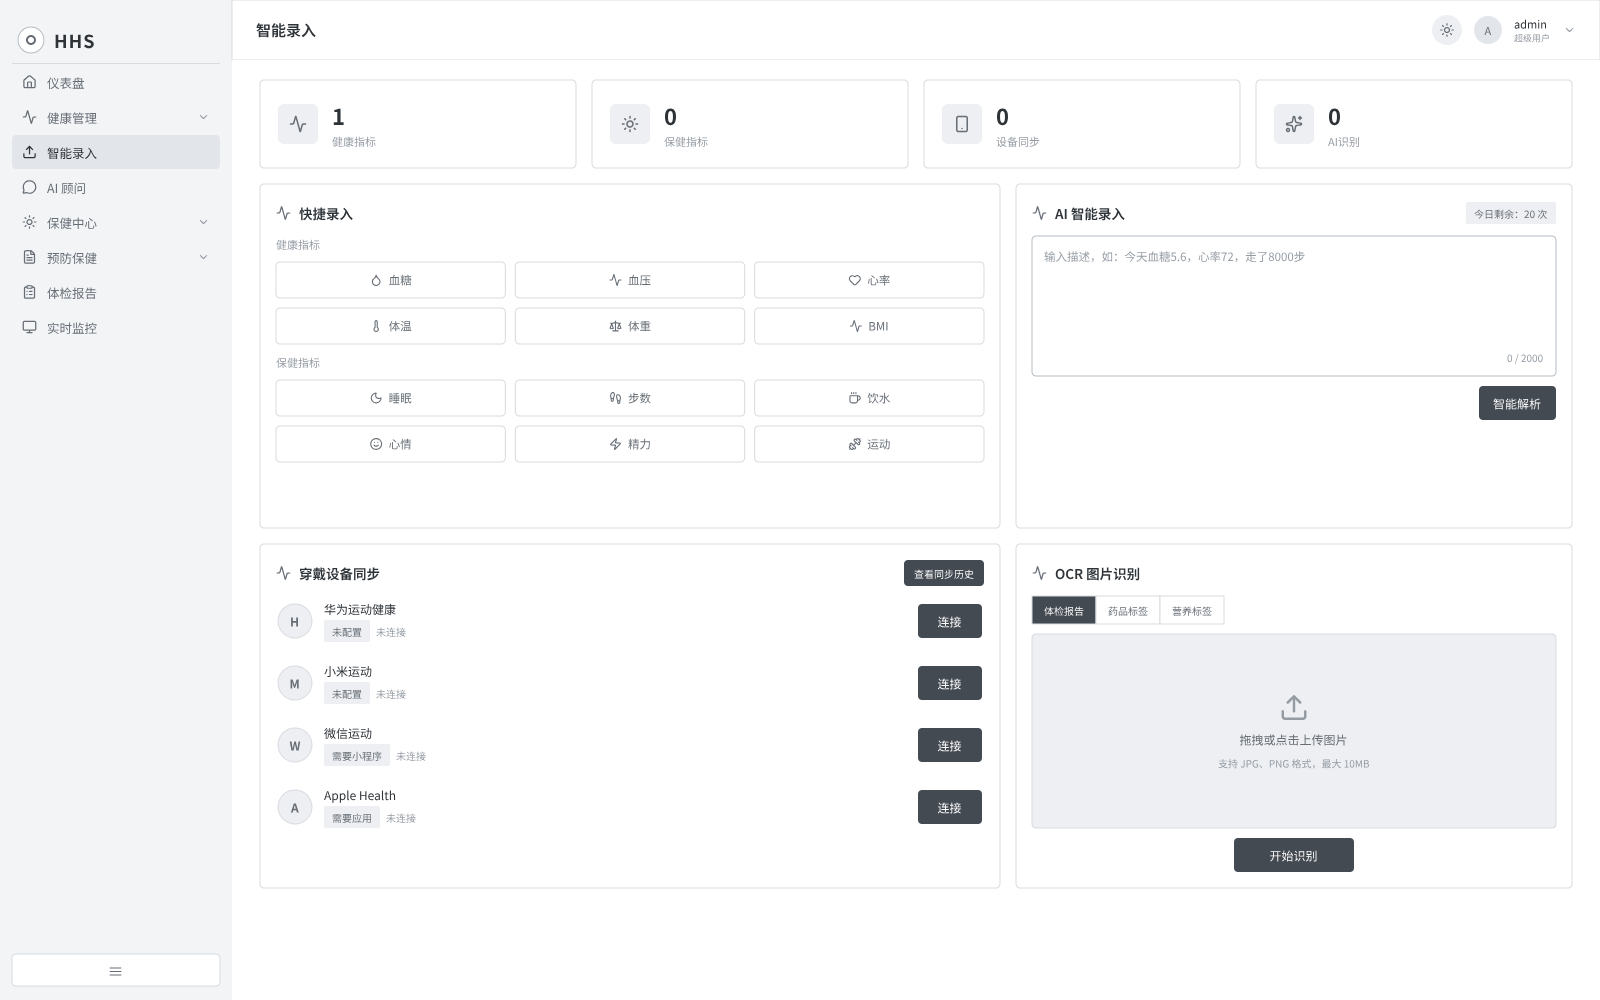 HHS
仪表盘
健康管理
智能录入
AI 顾问
保健中心
预防保健
体检报告
实时监控
智能录入
A
admin
超级用户
1
健康指标
0
保健指标
0
设备同步
0
AI识别
快捷录入
健康指标
血糖
血压
心率
体温
体重
BMI
保健指标
睡眠
步数
饮水
心情
精力
运动
AI 智能录入
今日剩余：20 次
输入描述，如：今天血糖5.6，心率72，走了8000步
0 / 2000
智能解析
穿戴设备同步
查看同步历史
H
华为运动健康
未配置 未连接
连接
M
小米运动
未配置 未连接
连接
W
微信运动
需要小程序 未连接
连接
A
Apple Health
需要应用 未连接
连接
OCR 图片识别
体检报告 药品标签 营养标签
拖拽或点击上传图片
支持 JPG、PNG 格式，最大 10MB
开始识别